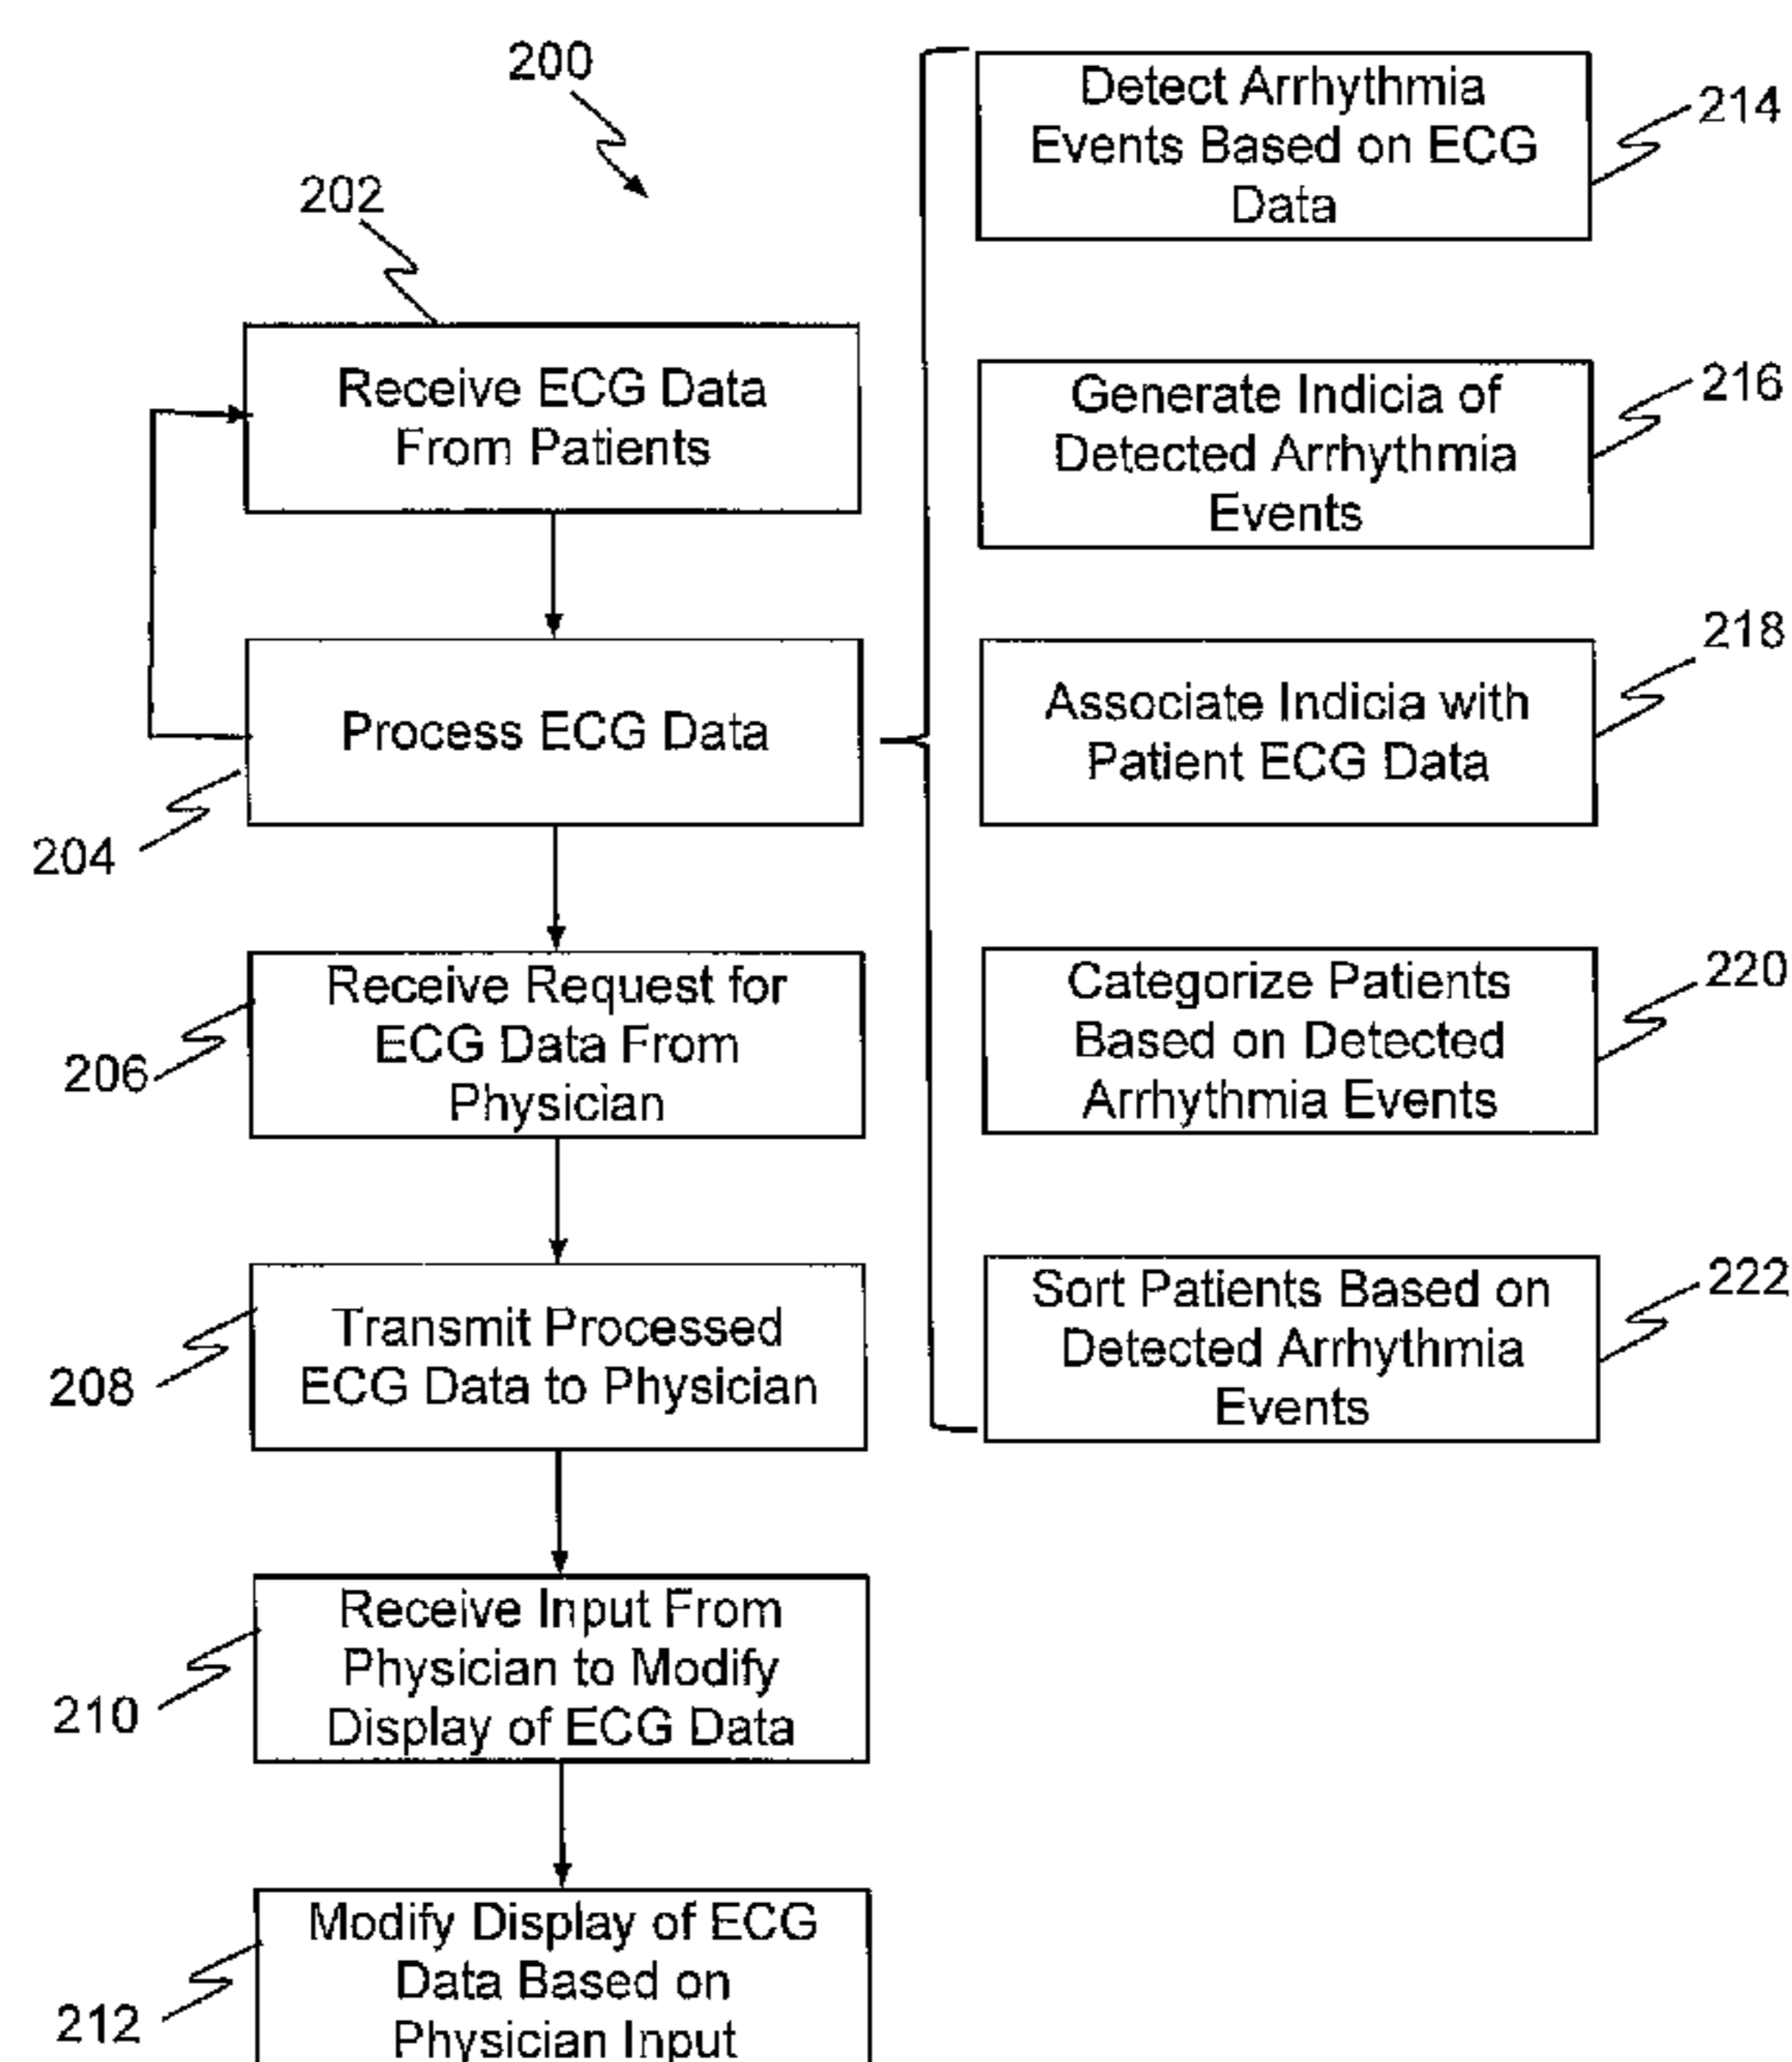 200
202
Receive ECG Data
From Patients
Process ECG Data
204
Receive Request for
ECG Data From
Physician
206
Transmit Processed
ECG Data to Physician
208
Receive Input From
Physician to Modify
Display of ECG Data
210
Modify Display of ECG
Data Based on
Physician Input
212
Detect Arrhythmia
Events Based on ECG
Data
214
Generate Indicia of
Detected Arrhythmia
Events
216
Associate Indicia with
Patient ECG Data
218
Categorize Patients
Based on Detected
Arrhythmia Events
220
Sort Patients Based on
Detected Arrhythmia
Events
222